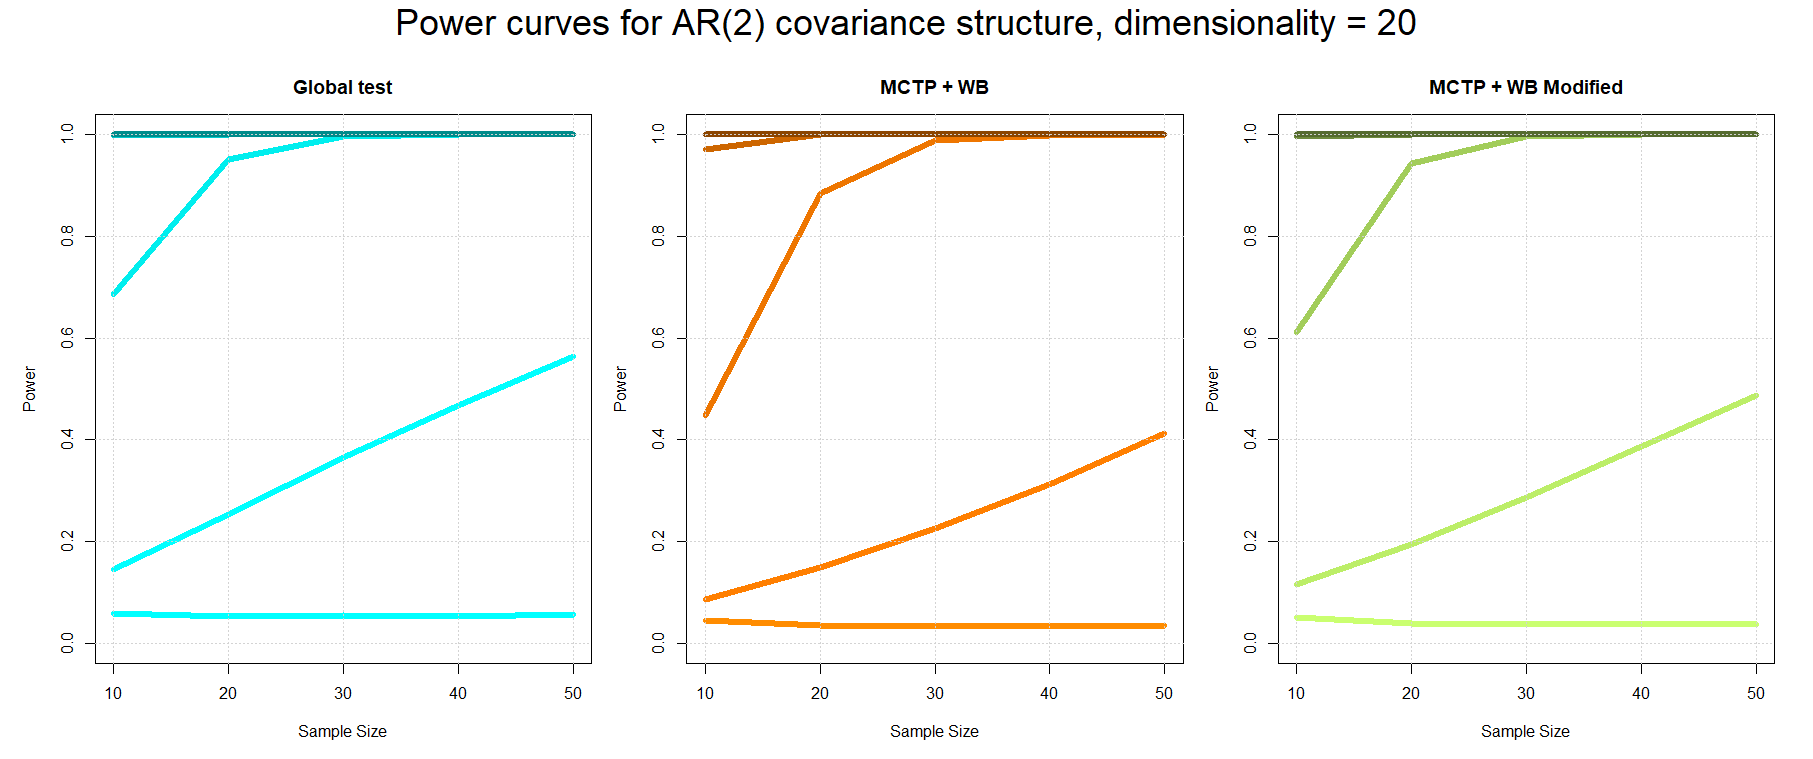 Power curves for AR(2) covariance structure, dimensionality = 20
Global test
MCTP + WB
MCTP + WB Modified
Power
1.0
0.8
0.6
0.4
0.2
0.0
10 20 30 40 50
Sample Size
Power
1.0
0.8
0.6
0.4
0.2
0.0
10 20 30 40 50
Sample Size
Power
1.0
0.8
0.6
0.4
0.2
0.0
10 20 30 40 50
Sample Size